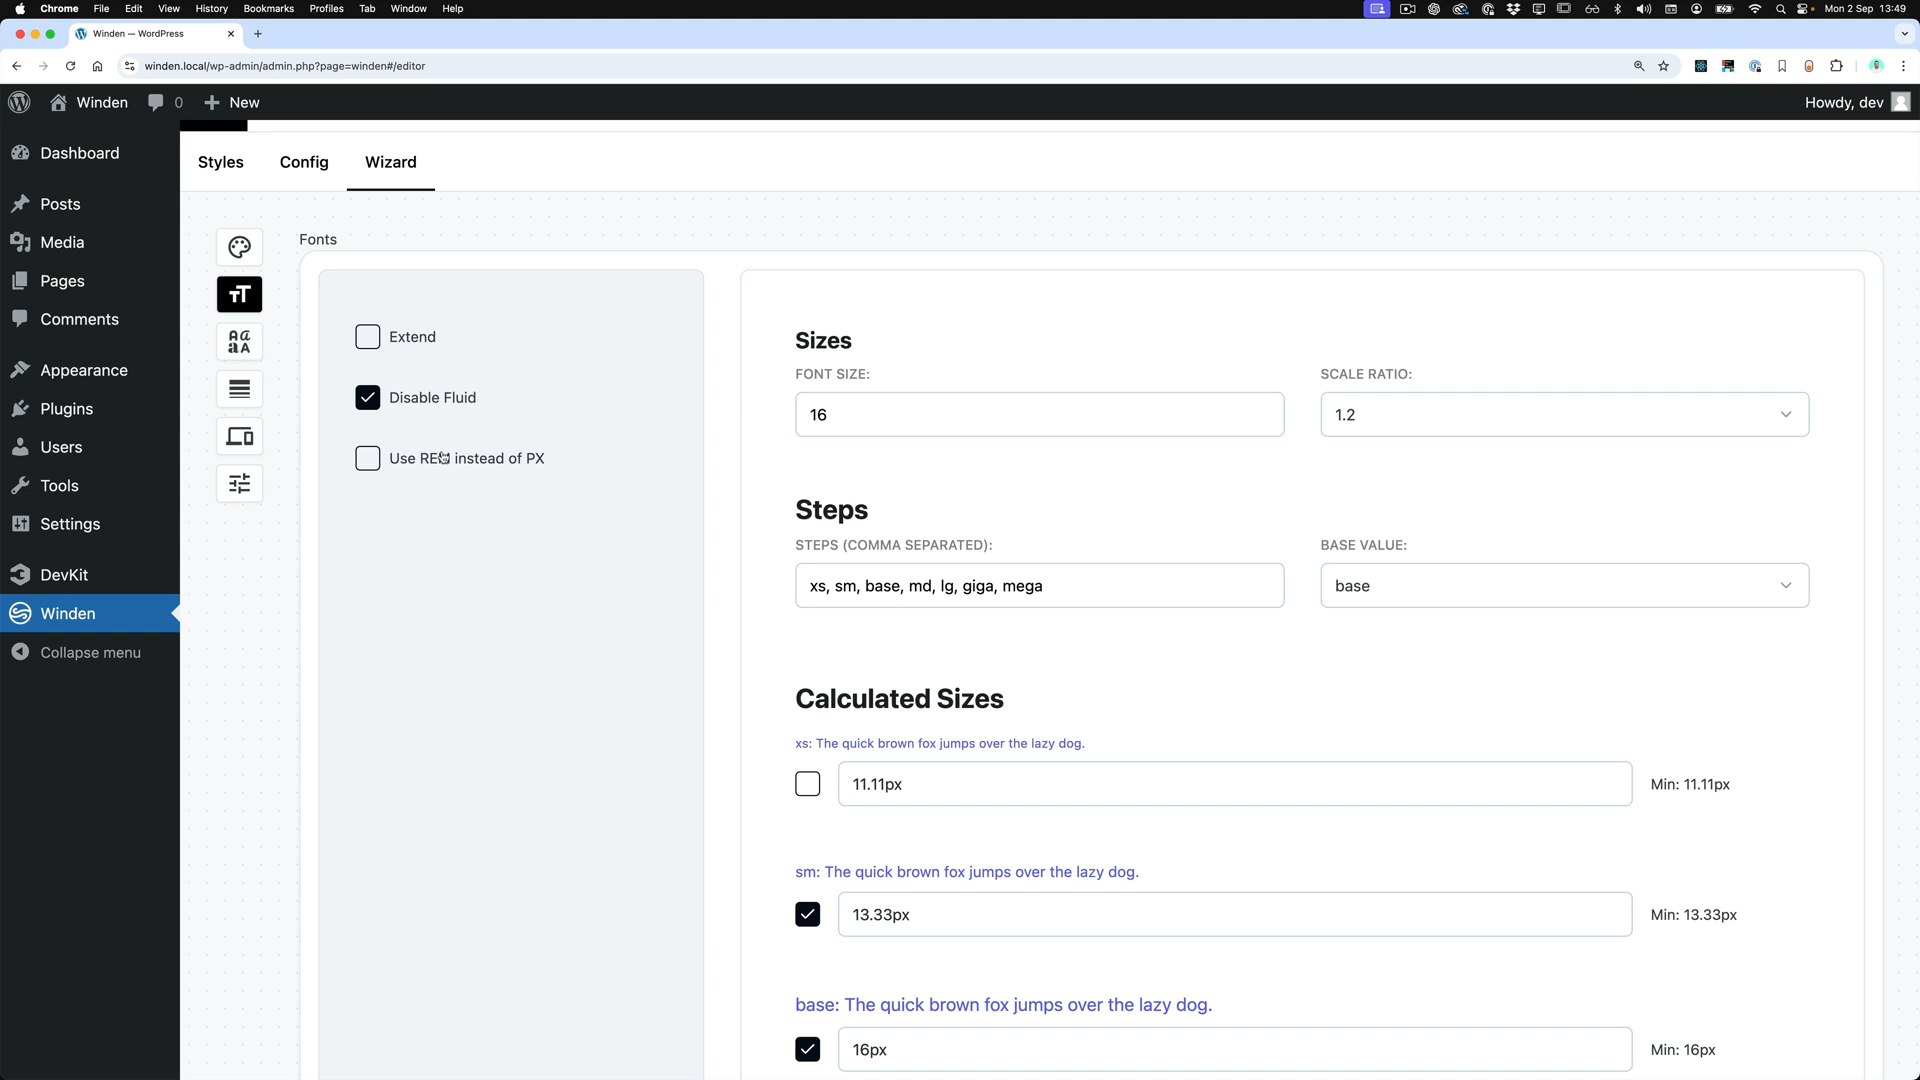 Chrome File Edit View History Bookmarks Profiles Tab Window Help Mon 2 Sep 13:49
Winden — WordPress
winden.local/wp-admin/admin.php?page=winden#/editor
Winden 0 New Howdy, dev
Dashboard
Posts
Media
Pages
Comments
Appearance
Plugins
Users
Tools
Settings
DevKit
Winden
Collapse menu
Styles Config Wizard
Fonts
Extend
Disable Fluid
Use REM instead of PX
Sizes
FONT SIZE: SCALE RATIO:
16 1.2
Steps
STEPS (COMMA SEPARATED): BASE VALUE:
xs, sm, base, md, lg, giga, mega base
Calculated Sizes
xs: The quick brown fox jumps over the lazy dog.
11.11px Min: 11.11px
sm: The quick brown fox jumps over the lazy dog.
13.33px Min: 13.33px
base: The quick brown fox jumps over the lazy dog.
16px Min: 16px